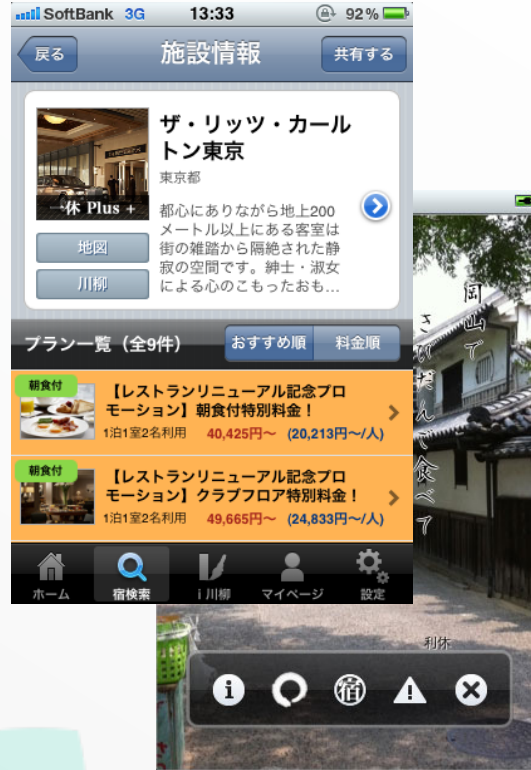 SoftBank 3G 13:33 92%
戻る 施設情報 共有する
ザ・リッツ・カール
トン東京
東京都
一休 Plus +
地図
川柳
都心にありながら地上200
メートル以上にある客室は
街の雑踏から隔絶された静
寂の空間です。紳士・淑女
による心のこもったおも…
プラン一覧（全9件） おすすめ順 料金順
朝食付
【レストランリニューアル記念プロ
モーション】朝食付特別料金！
1泊1室2名利用 40,425円～ (20,213円～/人)
朝食付
【レストランリニューアル記念プロ
モーション】クラブフロア特別料金！
1泊1室2名利用 49,665円～ (24,833円～/人)
ホーム 宿検索 i川柳 マイページ 設定
岡山で
きびだんご食べて
利休
宿